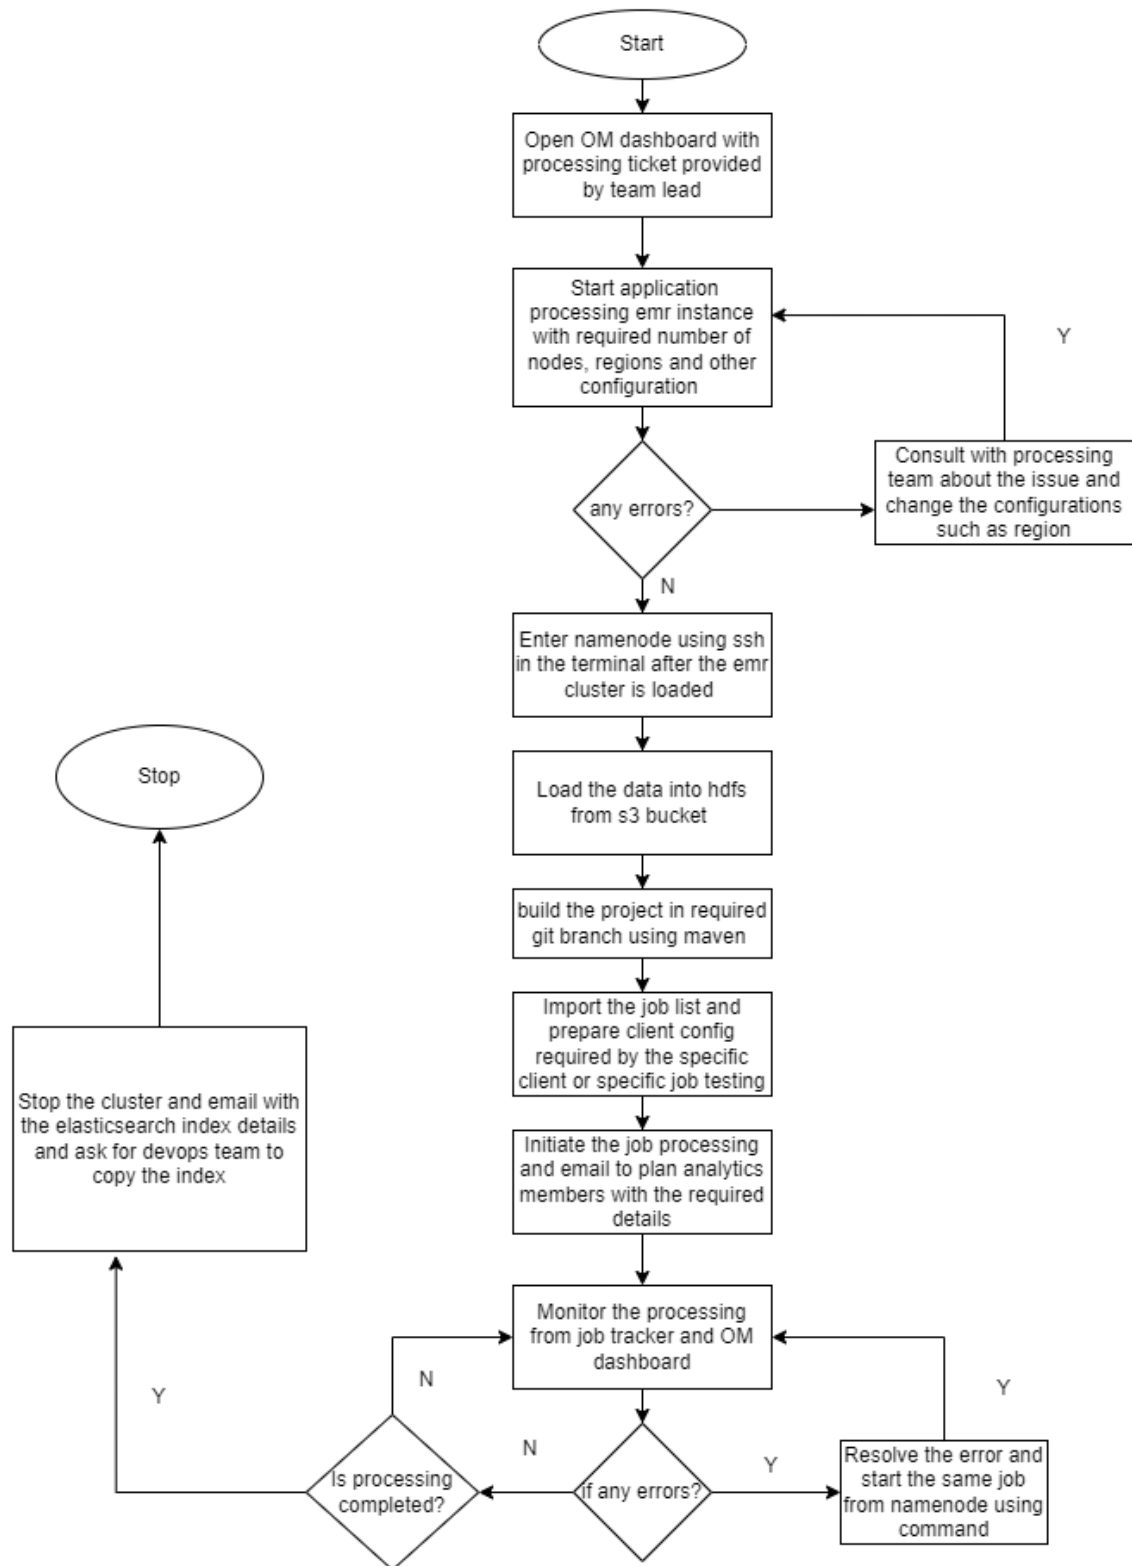 Start
Open OM dashboard with
processing ticket provided
by team lead
Start application
processing emr instance
with required number of
nodes, regions and other
configuration
Y
Consult with processing
team about the issue and
change the configurations
such as region
any errors?
N
Enter namenode using ssh
in the terminal after the emr
cluster is loaded
Stop
Load the data into hdfs
from s3 bucket
build the project in required
git branch using maven
Import the job list and
prepare client config
required by the specific
client or specific job testing
Stop the cluster and email with
the elasticsearch index details
and ask for devops team to
copy the index
Initiate the job processing
and email to plan analytics
members with the required
details
Monitor the processing
from job tracker and OM
dashboard
N
Y
Y
N
Y
Is processing
completed?
if any errors?
Resolve the error and
start the same job
from namenode using
command